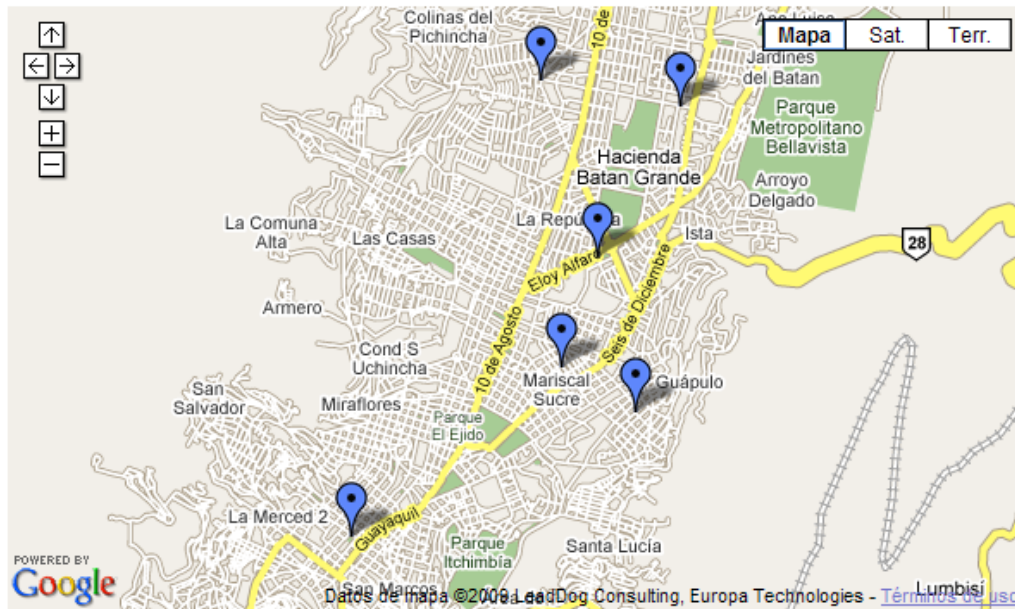 Colinas del
Pichincha
10 de
Ana Luisa
Mapa
Sat.
Terr.
Jardines
del Batan
Parque
Metropolitano
Bellavista
Hacienda
Batan Grande
Arroyo
Delgado
La Comuna
Alta
Las Casas
La República
Ista
28
Eloy Alfaro
Seis de Diciembre
Armero
10 de Agosto
Cond S
Uchincha
Mariscal
Sucre
Guápulo
San
Salvador
Miraflores
Parque
El Ejido
La Merced 2
Guayaquil
Parque
Itchimbía
Santa Lucía
POWERED BY
Google
San Marcos
Lumbisí
Datos de mapa ©2009 LeadDog Consulting, Europa Technologies - Términos de uso